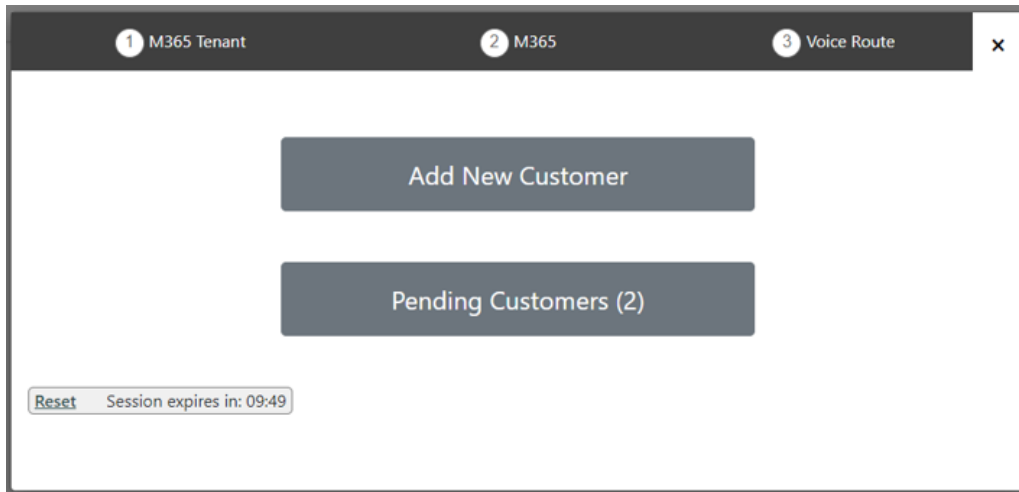 1 M365 Tenant 2 M365 3 Voice Route ×
Add New Customer
Pending Customers (2)
Reset Session expires in: 09:49